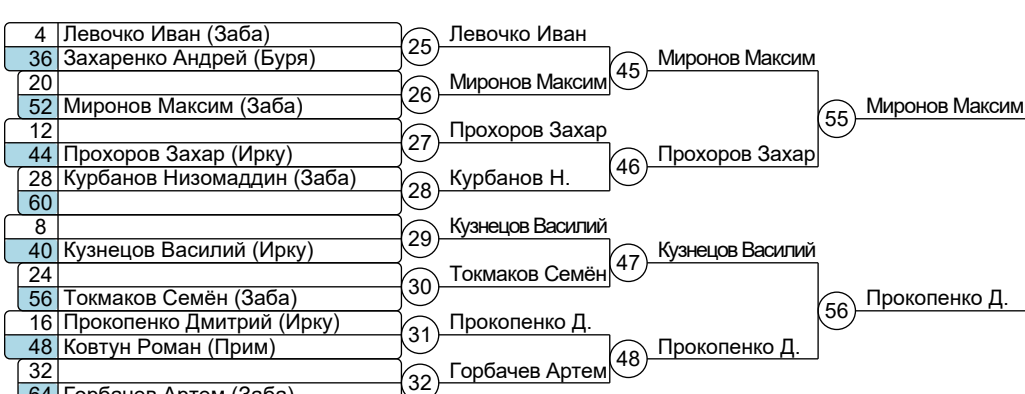 4 Левочко Иван (Заба)
36 Захаренко Андрей (Буря)
20
52 Миронов Максим (Заба)
12
44 Прохоров Захар (Ирку)
28 Курбанов Низомаддин (Заба)
60
8
40 Кузнецов Василий (Ирку)
24
56 Токмаков Семён (Заба)
16 Прокопенко Дмитрий (Ирку)
48 Ковтун Роман (Прим)
32
64 Горбачев Артем (Заба)
25 Левочко Иван
26 Миронов Максим
27 Прохоров Захар
28 Курбанов Н.
29 Кузнецов Василий
30 Токмаков Семён
31 Прокопенко Д.
32 Горбачев Артем
45 Миронов Максим
46 Прохоров Захар
47 Кузнецов Василий
48 Прокопенко Д.
55 Миронов Максим
56 Прокопенко Д.